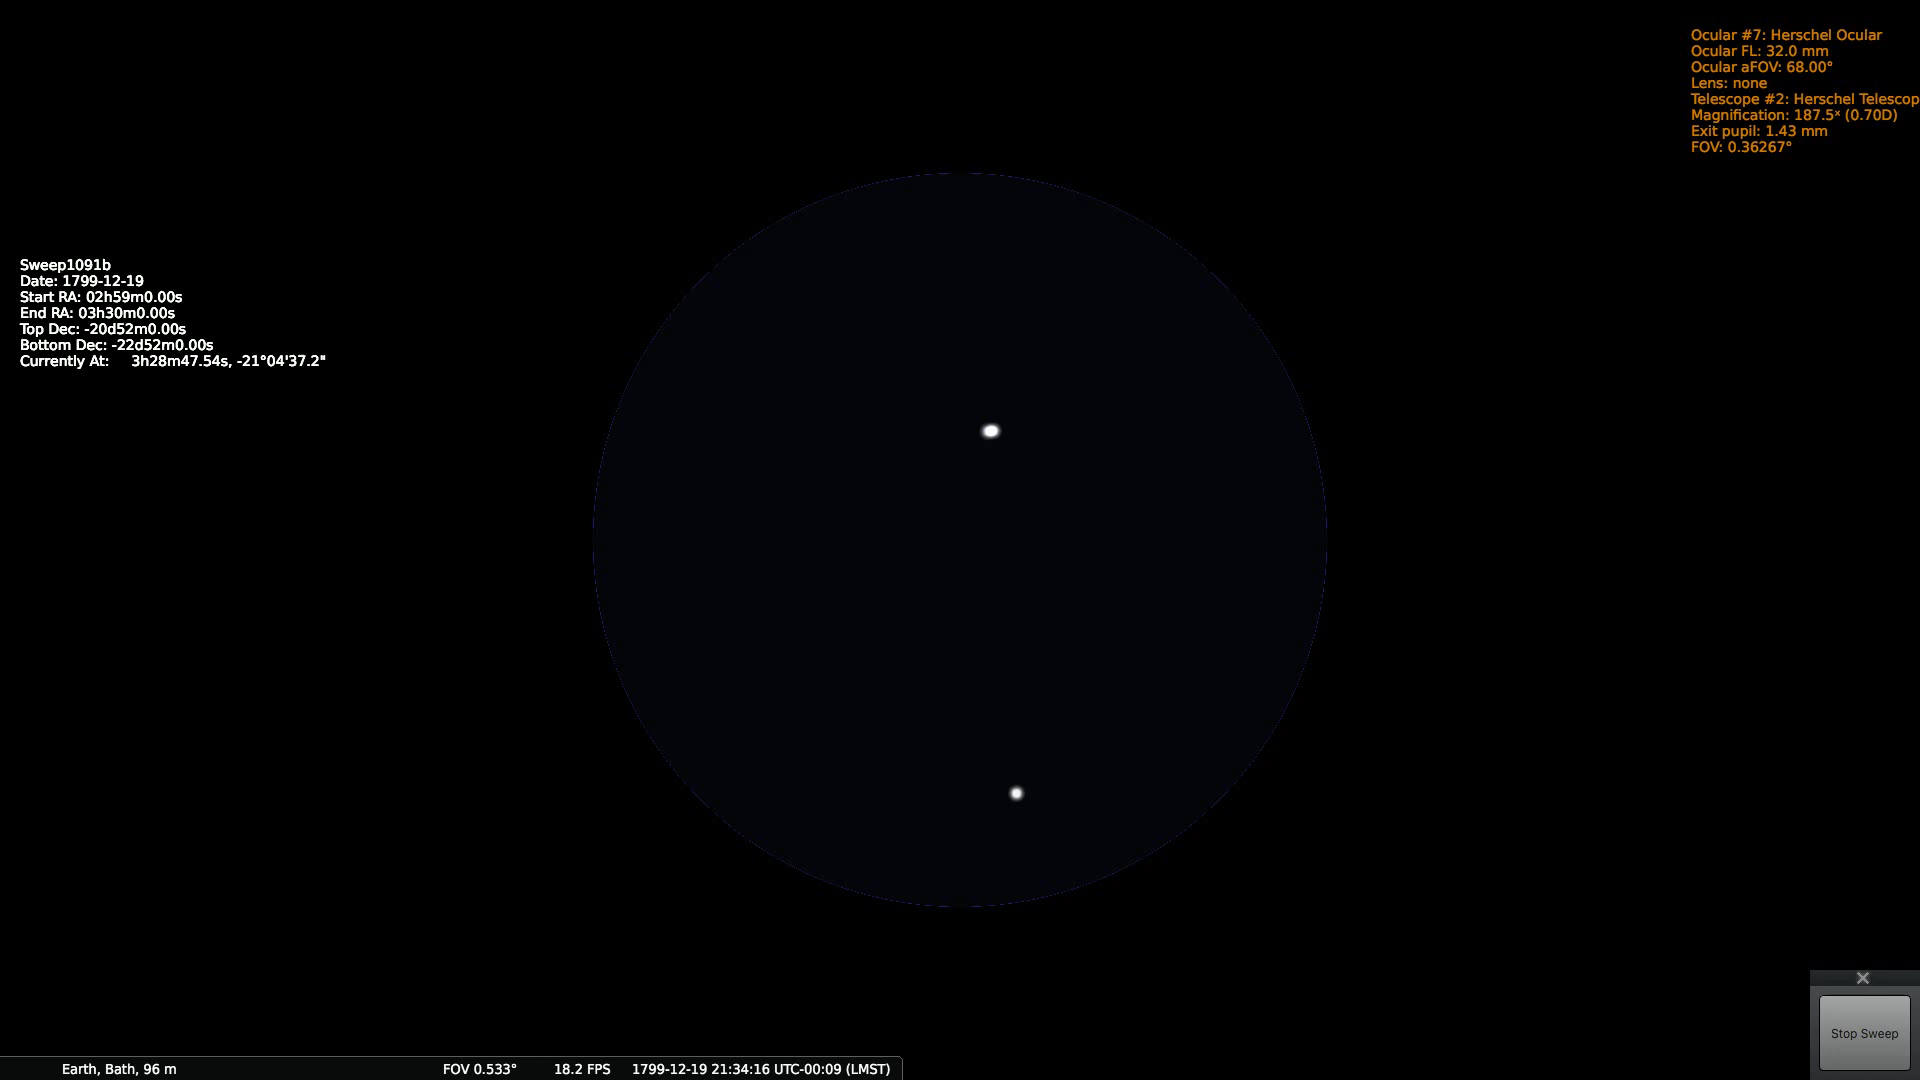 Ocular #7: Herschel Ocular
Ocular FL: 32.0 mm
Ocular aFOV: 68.00°
Lens: none
Telescope #2: Herschel Telescop
Magnification: 187.5ˣ (0.70D)
Exit pupil: 1.43 mm
FOV: 0.36267°
Sweep1091b
Date: 1799-12-19
Start RA: 02h59m0.00s
End RA: 03h30m0.00s
Top Dec: -20d52m0.00s
Bottom Dec: -22d52m0.00s
Currently At: 3h28m47.54s, -21°04'37.2"
Stop Sweep
Earth, Bath, 96 m FOV 0.533° 18.2 FPS 1799-12-19 21:34:16 UTC-00:09 (LMST)